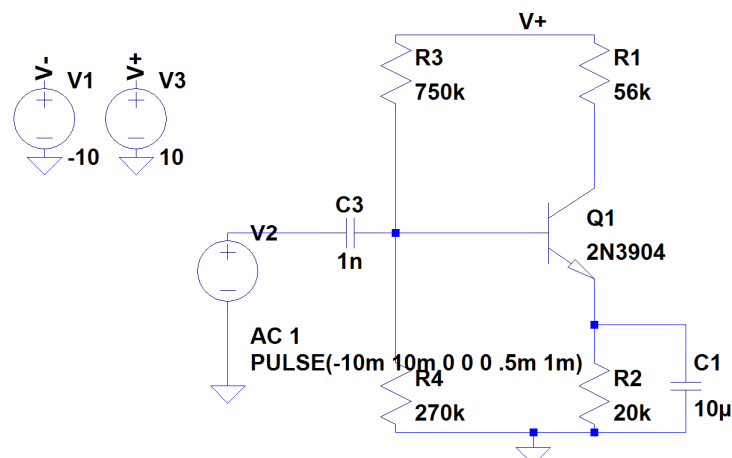 V+
V-
V1
-10
V+
V3
10
R3
750k
R1
56k
C3
1n
V2
Q1
2N3904
AC 1
PULSE(-10m 10m 0 0 0 .5m 1m)
R4
270k
R2
20k
C1
10µ